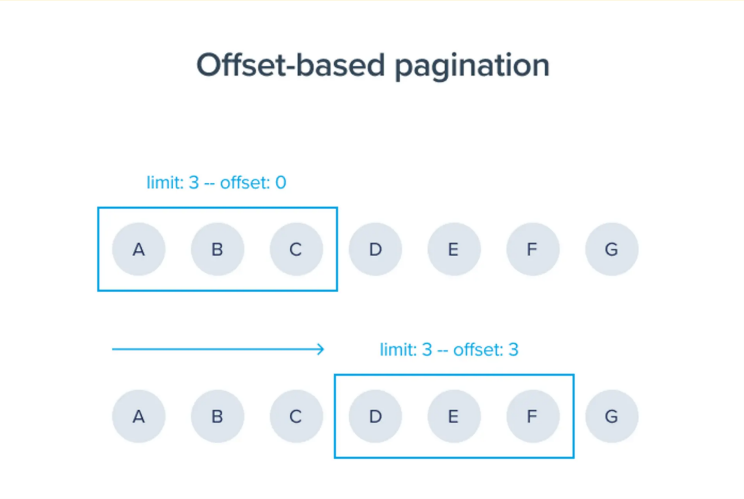 Offset-based pagination
limit: 3 -- offset: 0
A B C D E F G
limit: 3 -- offset: 3
A B C D E F G